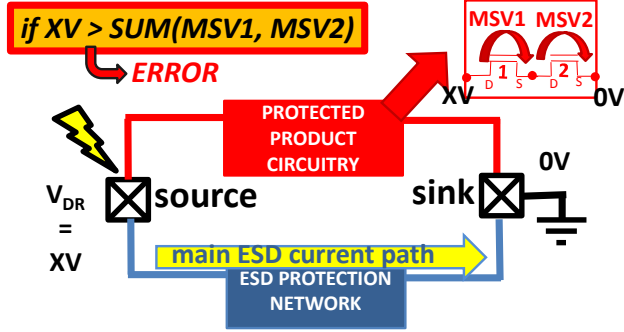 if XV > SUM(MSV1, MSV2)
ERROR
MSV1 MSV2
1 2
D S D S
XV 0V
PROTECTED
PRODUCT
CIRCUITRY
0V
source
sink
VDR
=
XV
main ESD current path
ESD PROTECTION
NETWORK